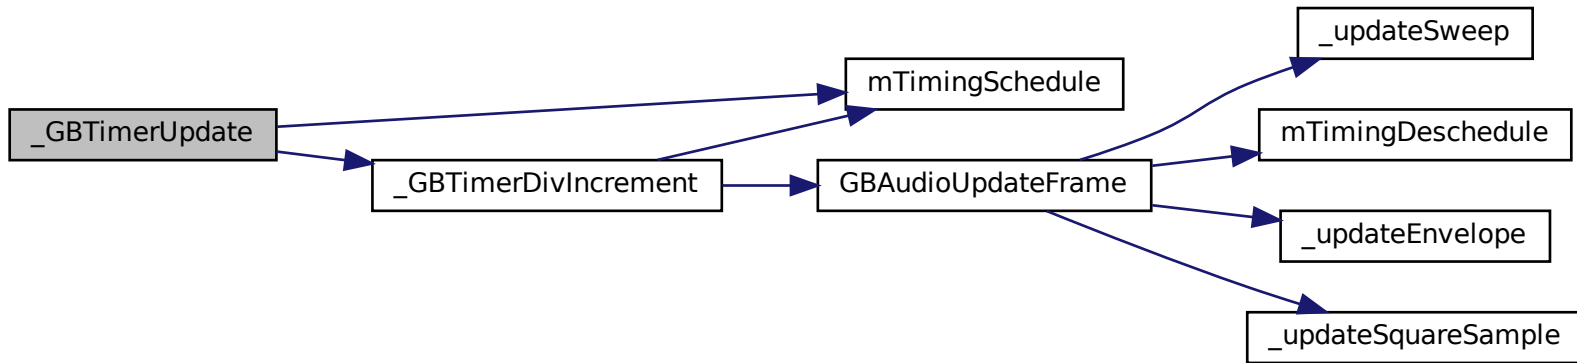 _updateSweep
mTimingSchedule
_GBTimerUpdate
mTimingDeschedule
_GBTimerDivIncrement
GBAudioUpdateFrame
_updateEnvelope
_updateSquareSample